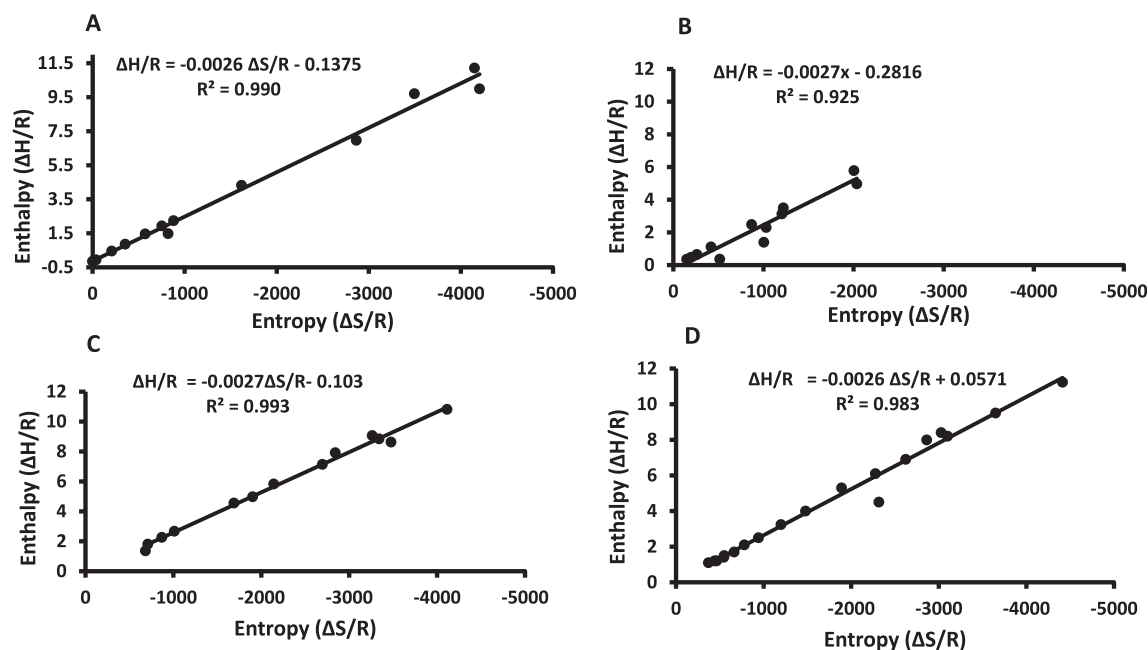 A
ΔH/R = -0.0026 ΔS/R - 0.1375
R² = 0.990
11.5
9.5
7.5
5.5
3.5
1.5
-0.5
0 -1000 -2000 -3000 -4000 -5000
Enthalpy (ΔH/R)
Entropy (ΔS/R)
B
ΔH/R = -0.0027x - 0.2816
R² = 0.925
12
10
8
6
4
2
0
0 -1000 -2000 -3000 -4000 -5000
Enthalpy (ΔH/R)
Entropy (ΔS/R)
C
ΔH/R = -0.0027ΔS/R- 0.103
R² = 0.993
12
10
8
6
4
2
0
0 -1000 -2000 -3000 -4000 -5000
Enthalpy (ΔH/R)
Entropy (ΔS/R)
D
ΔH/R = -0.0026 ΔS/R + 0.0571
R² = 0.983
12
10
8
6
4
2
0
0 -1000 -2000 -3000 -4000 -5000
Enthalpy (ΔH/R)
Entropy (ΔS/R)